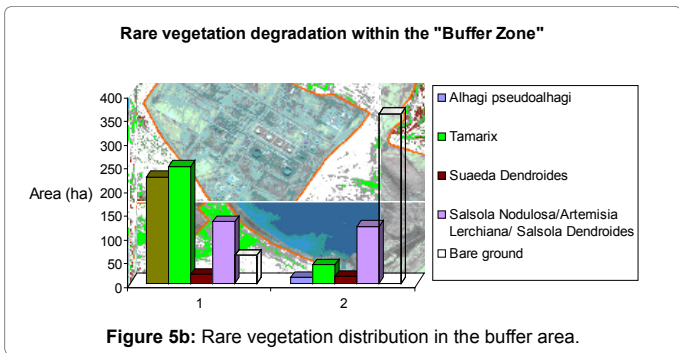 Rare vegetation degradation within the "Buffer Zone"
Area (ha)
400
350
300
250
200
150
100
50
0
1
2
Alhagi pseudoalhagi
Tamarix
Suaeda Dendroides
Salsola Nodulosa/Artemisia
Lerchiana/ Salsola Dendroides
Bare ground
Figure 5b: Rare vegetation distribution in the buffer area.